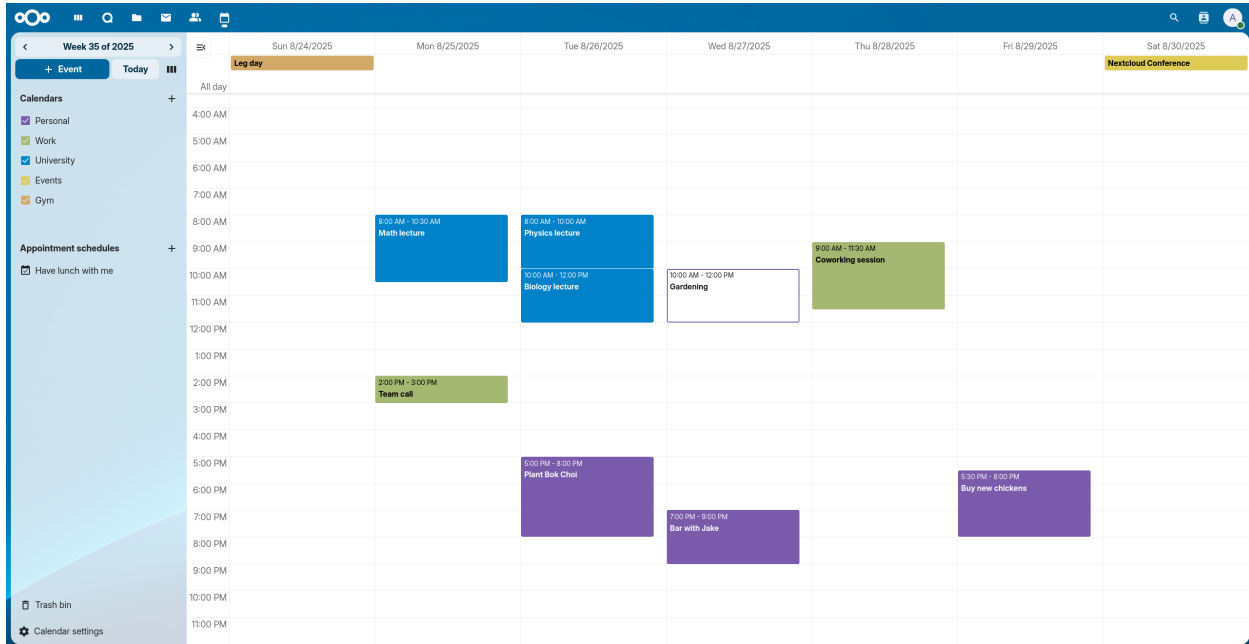 A
Week 35 of 2025
+ Event
Today
Calendars
Personal
Work
University
Events
Gym
Appointment schedules
Have lunch with me
Trash bin
Calendar settings
Sun 8/24/2025
Mon 8/25/2025
Tue 8/26/2025
Wed 8/27/2025
Thu 8/28/2025
Fri 8/29/2025
Sat 8/30/2025
All day
Leg day
Nextcloud Conference
4:00 AM
5:00 AM
6:00 AM
7:00 AM
8:00 AM
9:00 AM
10:00 AM
11:00 AM
12:00 PM
1:00 PM
2:00 PM
3:00 PM
4:00 PM
5:00 PM
6:00 PM
7:00 PM
8:00 PM
9:00 PM
10:00 PM
11:00 PM
8:00 AM - 10:30 AM
Math lecture
2:00 PM - 3:00 PM
Team call
8:00 AM - 10:00 AM
Physics lecture
10:00 AM - 12:00 PM
Biology lecture
5:00 PM - 8:00 PM
Plant Bok Choi
10:00 AM - 12:00 PM
Gardening
7:00 PM - 9:00 PM
Bar with Jake
9:00 AM - 11:30 AM
Coworking session
5:30 PM - 8:00 PM
Buy new chickens